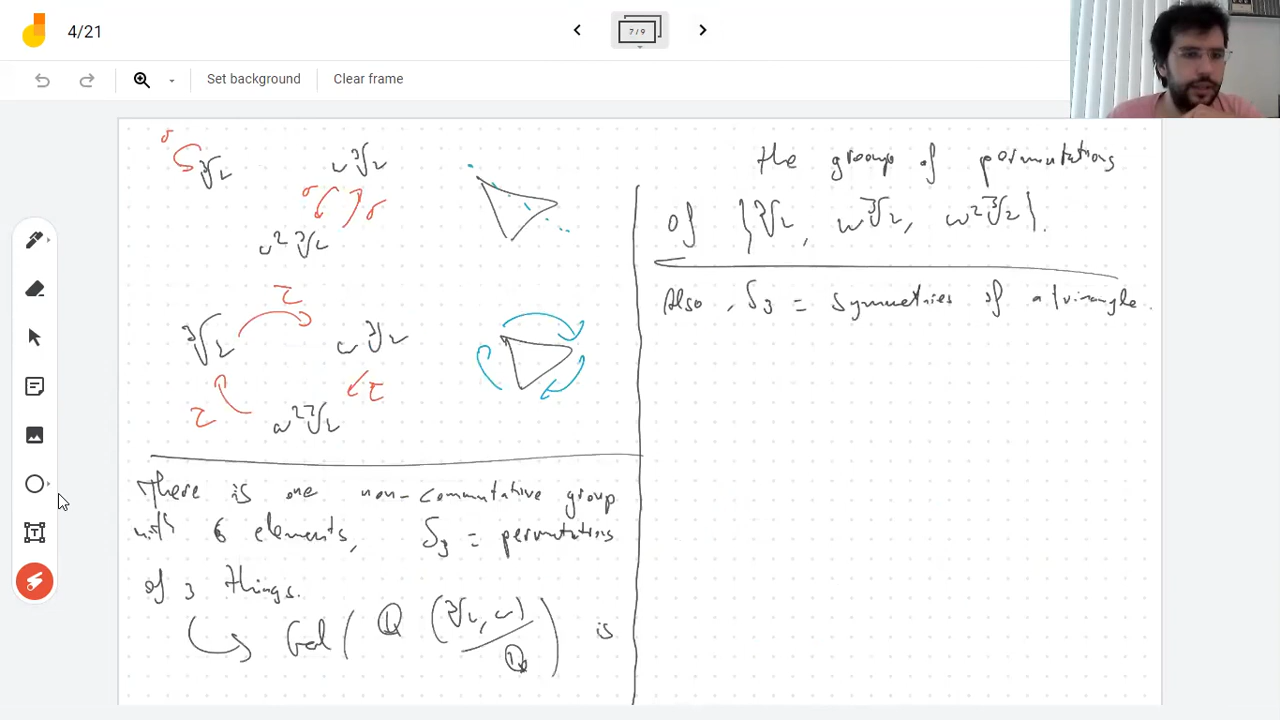 4/21
7/9
Set background
Clear frame
σ
∛2
ω∛2
σ
σ
ω²∛2
τ
∛2
ω∛2
τ
τ
ω²∛2
There is one non-commutative group
with 6 elements, S₃ = permutations
of 3 things.
↳ Gal( ℚ(∛2, ω) / ℚ ) is
the group of permutations
of {∛2, ω∛2, ω²∛2}.
Also, S₃ = symmetries of a triangle.